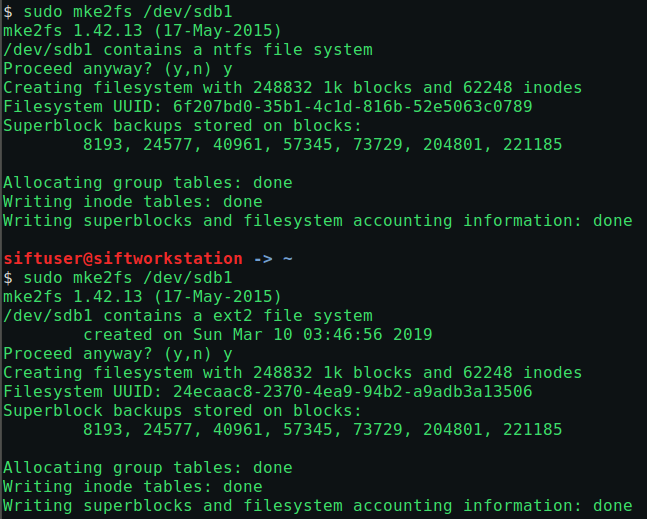 $ sudo mke2fs /dev/sdb1
mke2fs 1.42.13 (17-May-2015)
/dev/sdb1 contains a ntfs file system
Proceed anyway? (y,n) y
Creating filesystem with 248832 1k blocks and 62248 inodes
Filesystem UUID: 6f207bd0-35b1-4c1d-816b-52e5063c0789
Superblock backups stored on blocks:
        8193, 24577, 40961, 57345, 73729, 204801, 221185

Allocating group tables: done
Writing inode tables: done
Writing superblocks and filesystem accounting information: done

siftuser@siftworkstation -> ~
$ sudo mke2fs /dev/sdb1
mke2fs 1.42.13 (17-May-2015)
/dev/sdb1 contains a ext2 file system
        created on Sun Mar 10 03:46:56 2019
Proceed anyway? (y,n) y
Creating filesystem with 248832 1k blocks and 62248 inodes
Filesystem UUID: 24ecaac8-2370-4ea9-94b2-a9adb3a13506
Superblock backups stored on blocks:
        8193, 24577, 40961, 57345, 73729, 204801, 221185

Allocating group tables: done
Writing inode tables: done
Writing superblocks and filesystem accounting information: done